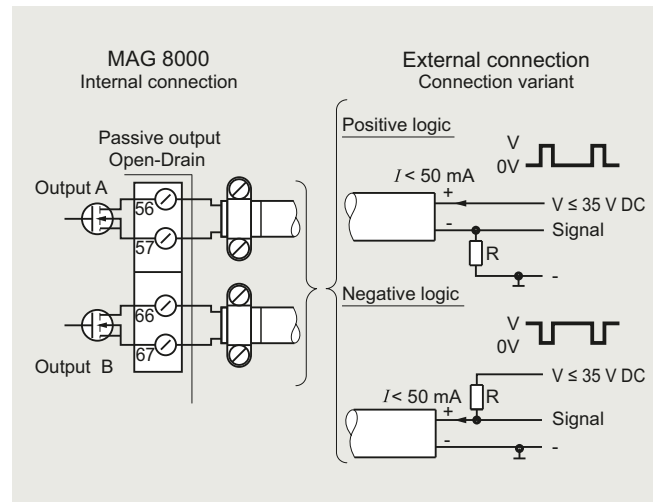 MAG 8000
Internal connection
Passive output
Open-Drain
Output A
56
57
66
67
Output B
External connection
Connection variant
Positive logic
V
0V
I < 50 mA
+
V ≤ 35 V DC
-
Signal
R
-
Negative logic
V
0V
V ≤ 35 V DC
I < 50 mA
R
+
Signal
-
-